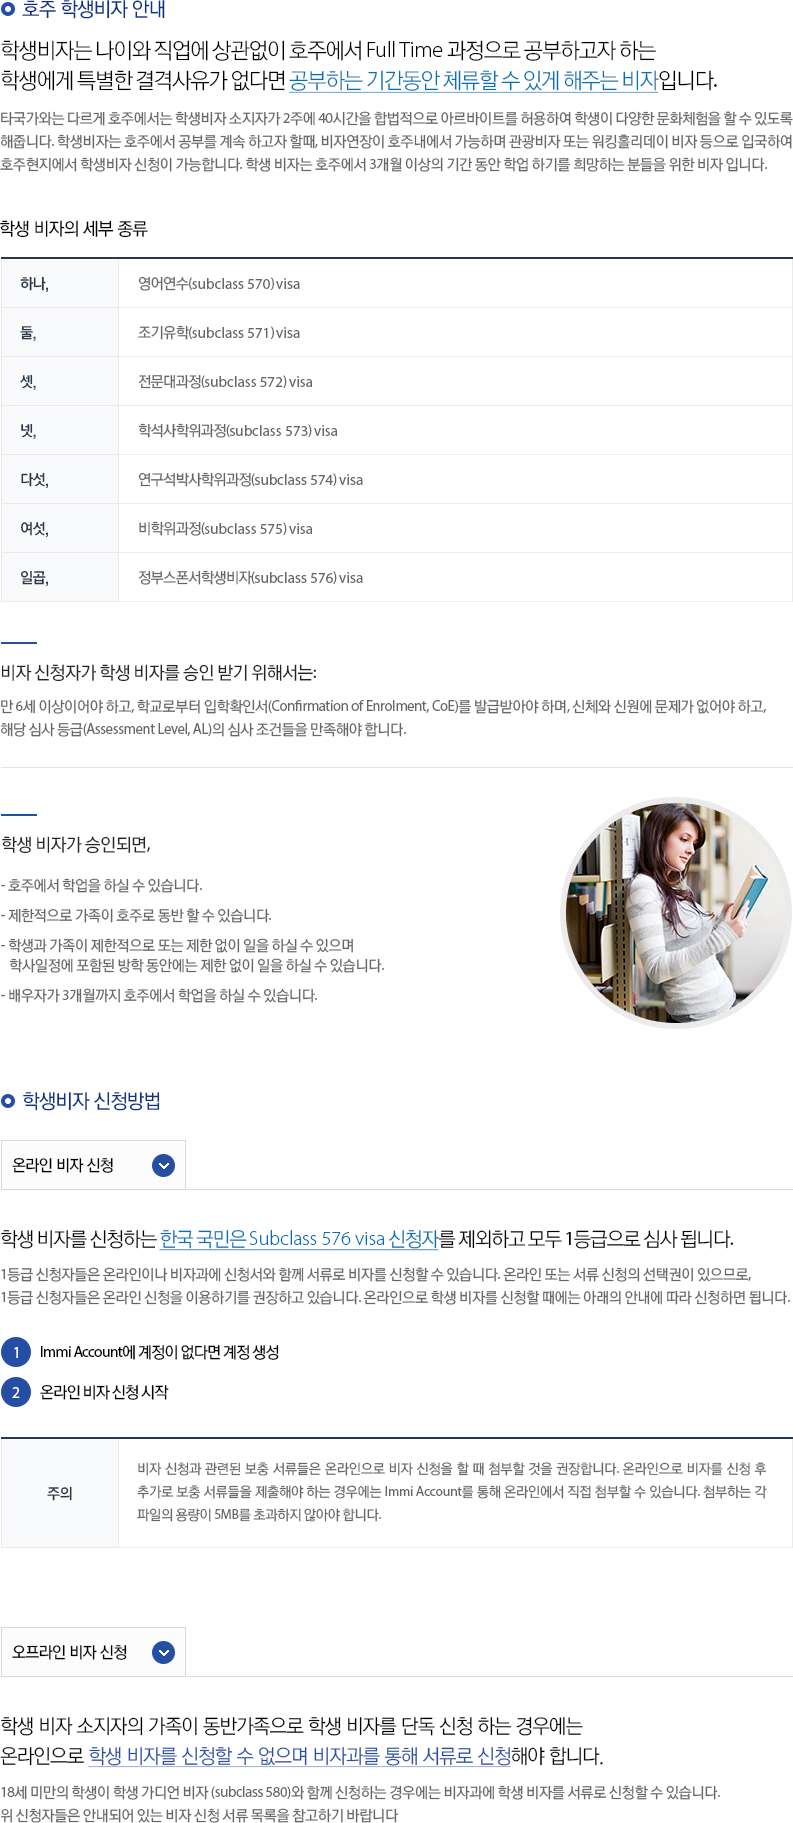 호주 학생비자 안내
학생비자는 나이와 직업에 상관없이 호주에서 Full Time 과정으로 공부하고자 하는
학생에게 특별한 결격사유가 없다면 공부하는 기간동안 체류할 수 있게 해주는 비자입니다.
타국가와는 다르게 호주에서는 학생비자 소지자가 2주에 40시간을 합법적으로 아르바이트를 허용하여 학생이 다양한 문화체험을 할 수 있도록
해줍니다. 학생비자는 호주에서 공부를 계속 하고자 할때, 비자연장이 호주내에서 가능하며 관광비자 또는 워킹홀리데이 비자 등으로 입국하여
호주현지에서 학생비자 신청이 가능합니다. 학생 비자는 호주에서 3개월 이상의 기간 동안 학업 하기를 희망하는 분들을 위한 비자 입니다.
학생 비자의 세부 종류
하나, 영어연수(subclass 570) visa
둘, 조기유학(subclass 571) visa
셋, 전문대과정(subclass 572) visa
넷, 학석사학위과정(subclass 573) visa
다섯, 연구석박사학위과정(subclass 574) visa
여섯, 비학위과정(subclass 575) visa
일곱, 정부스폰서학생비자(subclass 576) visa
비자 신청자가 학생 비자를 승인 받기 위해서는:
만 6세 이상이어야 하고, 학교로부터 입학확인서(Confirmation of Enrolment, CoE)를 발급받아야 하며, 신체와 신원에 문제가 없어야 하고,
해당 심사 등급(Assessment Level, AL)의 심사 조건들을 만족해야 합니다.
학생 비자가 승인되면,
- 호주에서 학업을 하실 수 있습니다.
- 제한적으로 가족이 호주로 동반 할 수 있습니다.
- 학생과 가족이 제한적으로 또는 제한 없이 일을 하실 수 있으며
학사일정에 포함된 방학 동안에는 제한 없이 일을 하실 수 있습니다.
- 배우자가 3개월까지 호주에서 학업을 하실 수 있습니다.
학생비자 신청방법
온라인 비자 신청
학생 비자를 신청하는 한국 국민은 Subclass 576 visa 신청자를 제외하고 모두 1등급으로 심사 됩니다.
1등급 신청자들은 온라인이나 비자과에 신청서와 함께 서류로 비자를 신청할 수 있습니다. 온라인 또는 서류 신청의 선택권이 있으므로,
1등급 신청자들은 온라인 신청을 이용하기를 권장하고 있습니다. 온라인으로 학생 비자를 신청할 때에는 아래의 안내에 따라 신청하면 됩니다.
1 Immi Account에 계정이 없다면 계정 생성
2 온라인 비자 신청 시작
주의
비자 신청과 관련된 보충 서류들은 온라인으로 비자 신청을 할 때 첨부할 것을 권장합니다. 온라인으로 비자를 신청 후
추가로 보충 서류들을 제출해야 하는 경우에는 Immi Account를 통해 온라인에서 직접 첨부할 수 있습니다. 첨부하는 각
파일의 용량이 5MB를 초과하지 않아야 합니다.
오프라인 비자 신청
학생 비자 소지자의 가족이 동반가족으로 학생 비자를 단독 신청 하는 경우에는
온라인으로 학생 비자를 신청할 수 없으며 비자과를 통해 서류로 신청해야 합니다.
18세 미만의 학생이 학생 가디언 비자 (subclass 580)와 함께 신청하는 경우에는 비자과에 학생 비자를 서류로 신청할 수 있습니다.
위 신청자들은 안내되어 있는 비자 신청 서류 목록을 참고하기 바랍니다